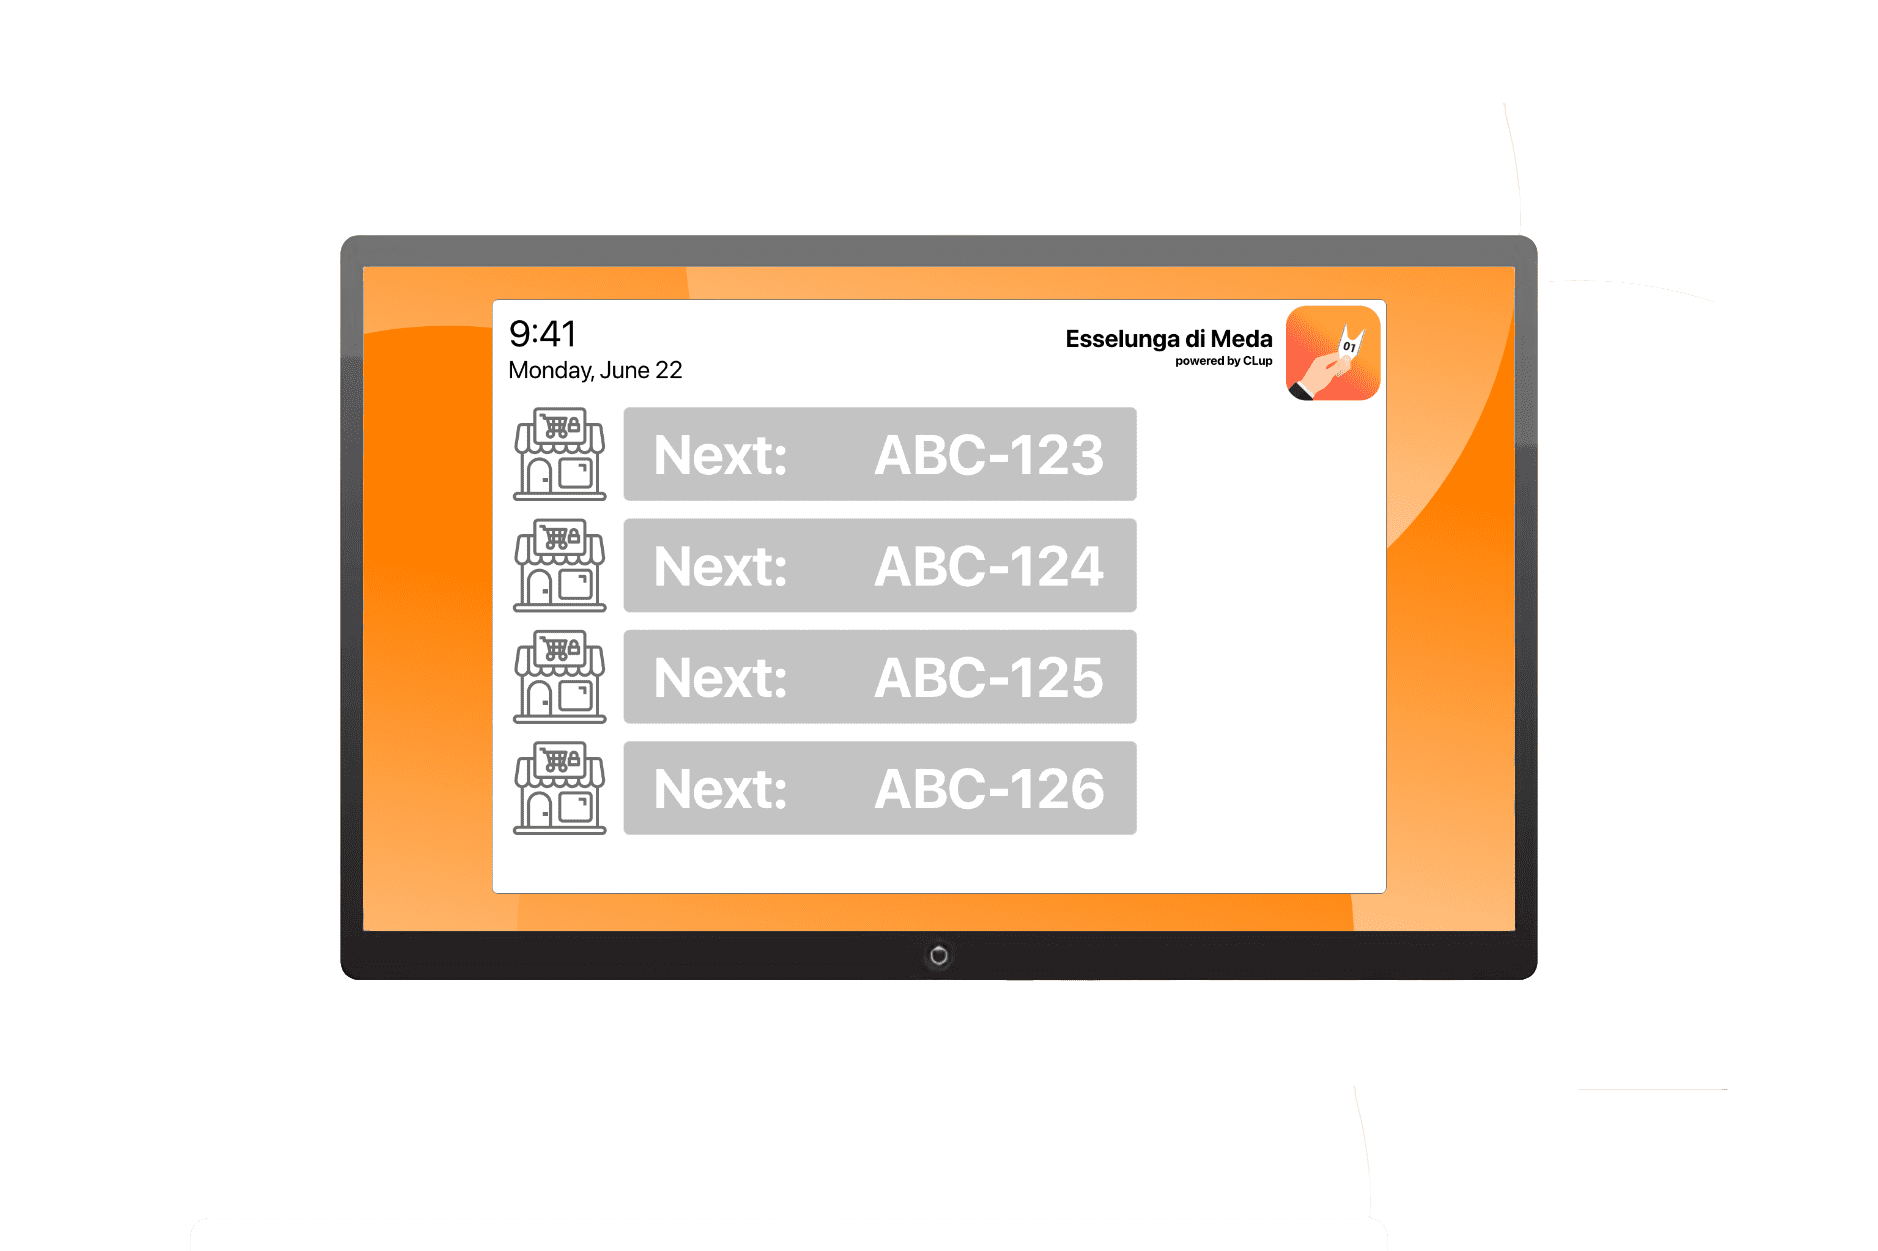 9:41
Monday, June 22
Esselunga di Meda
powered by CLup
01
Next: ABC-123
Next: ABC-124
Next: ABC-125
Next: ABC-126